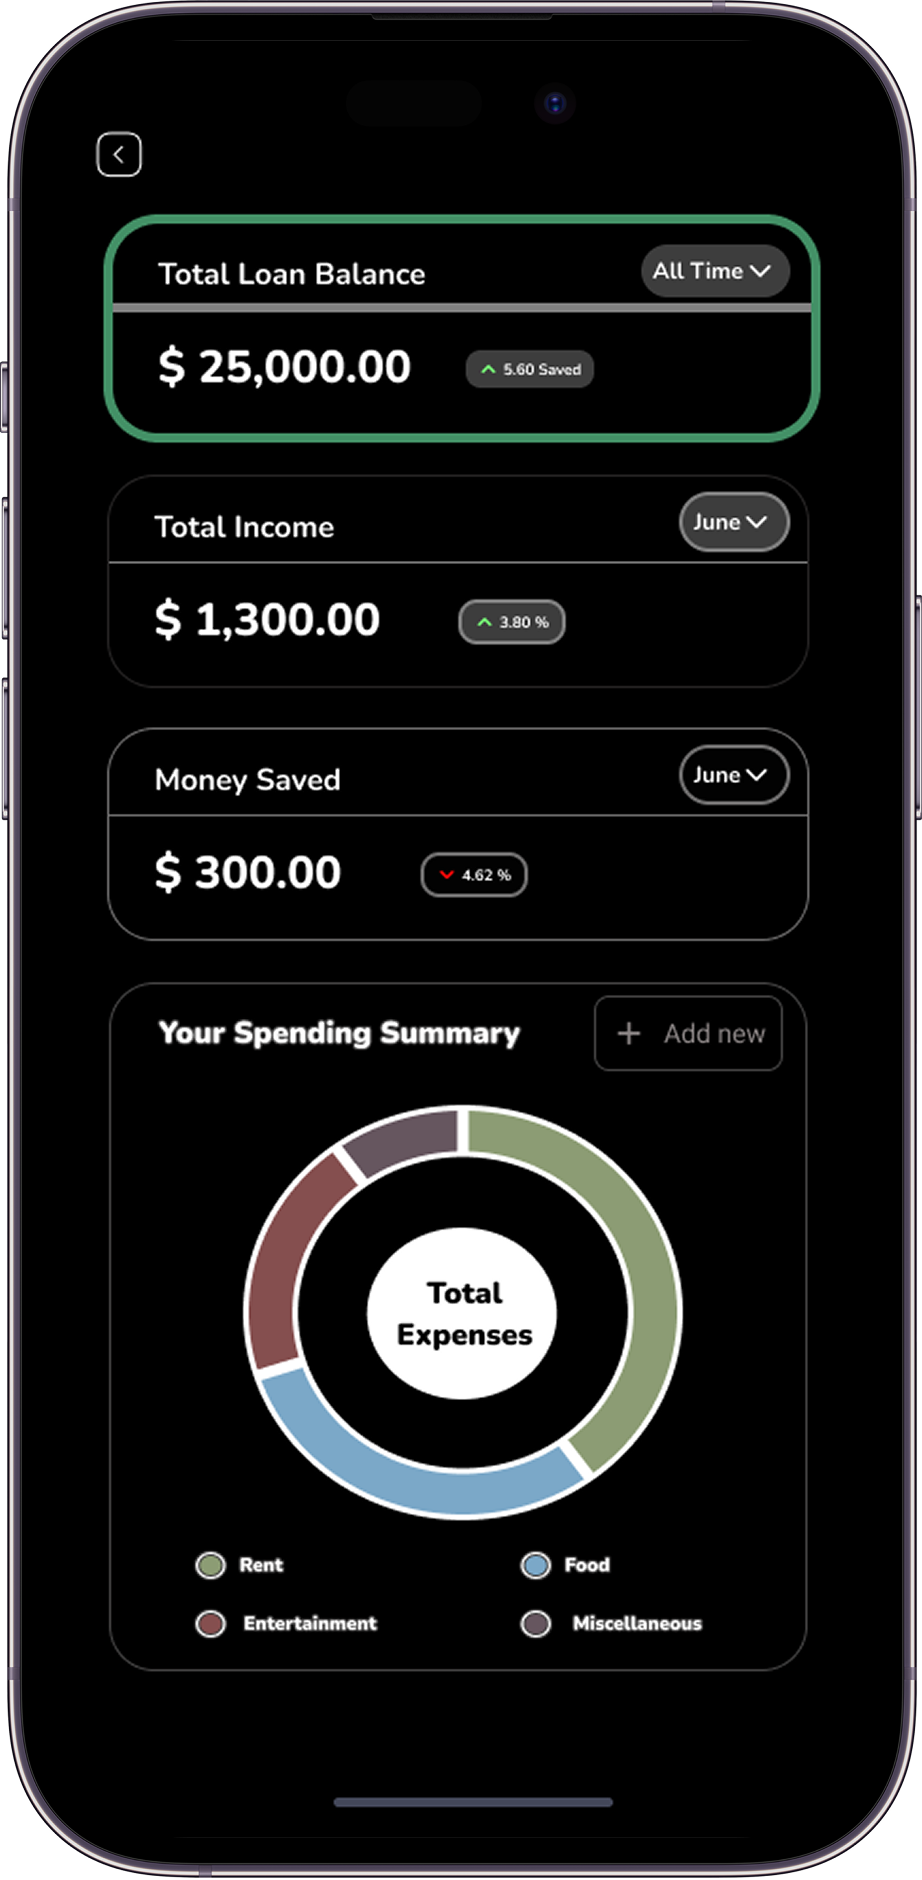 Total Loan Balance
All Time
$ 25,000.00
5.60 Saved
Total Income
June
$ 1,300.00
3.80 %
Money Saved
June
$ 300.00
4.62 %
Your Spending Summary
+ Add new
Total
Expenses
Rent
Food
Entertainment
Miscellaneous